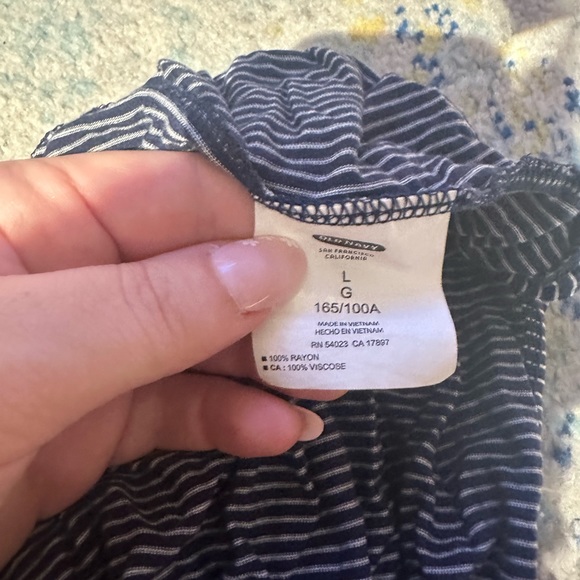 OLD NAVY
SAN FRANCISCO
CALIFORNIA
L
G
165/100A
MADE IN VIETNAM
HECHO EN VIETNAM
RN 54023 CA 17897
■ 100% RAYON
■ CA : 100% VISCOSE